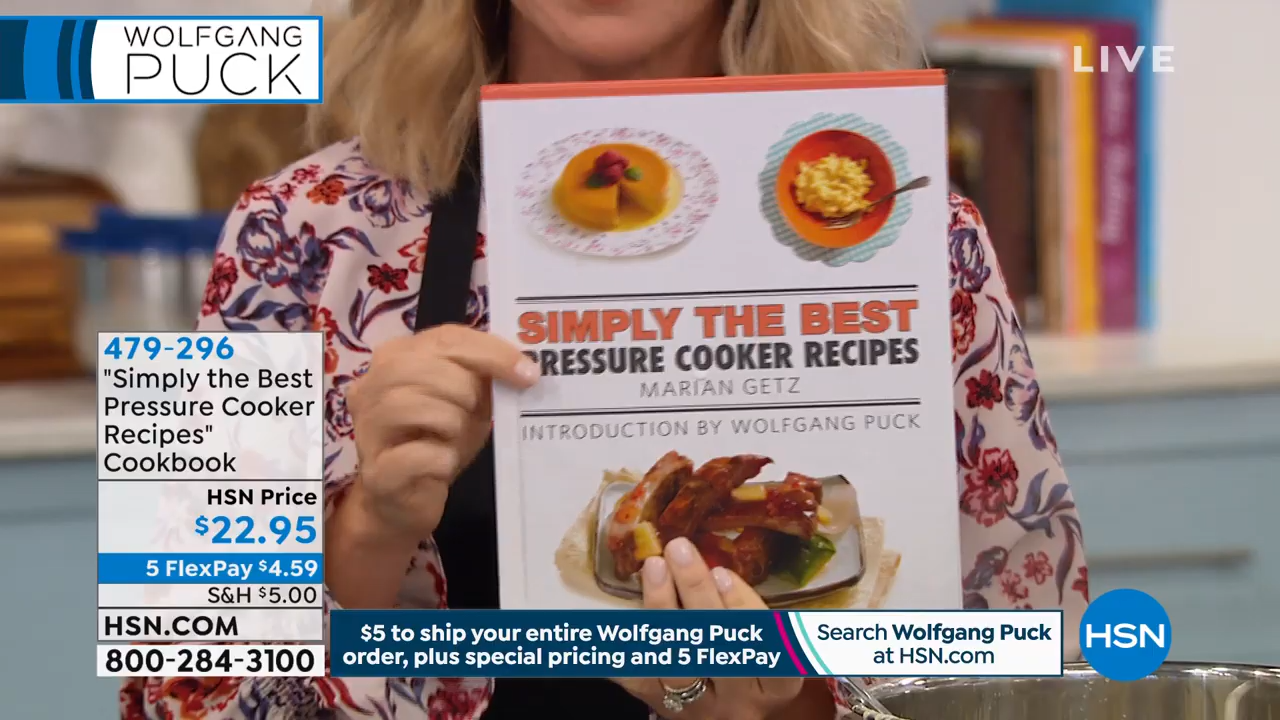 WOLFGANG
PUCK
LIVE
SIMPLY THE BEST
PRESSURE COOKER RECIPES
MARIAN GETZ
INTRODUCTION BY WOLFGANG PUCK
479-296
"Simply the Best
Pressure Cooker
Recipes"
Cookbook
HSN Price
$22.95
5 FlexPay $4.59
S&H $5.00
HSN.COM
800-284-3100
$5 to ship your entire Wolfgang Puck
order, plus special pricing and 5 FlexPay
Search Wolfgang Puck
at HSN.com
HSN